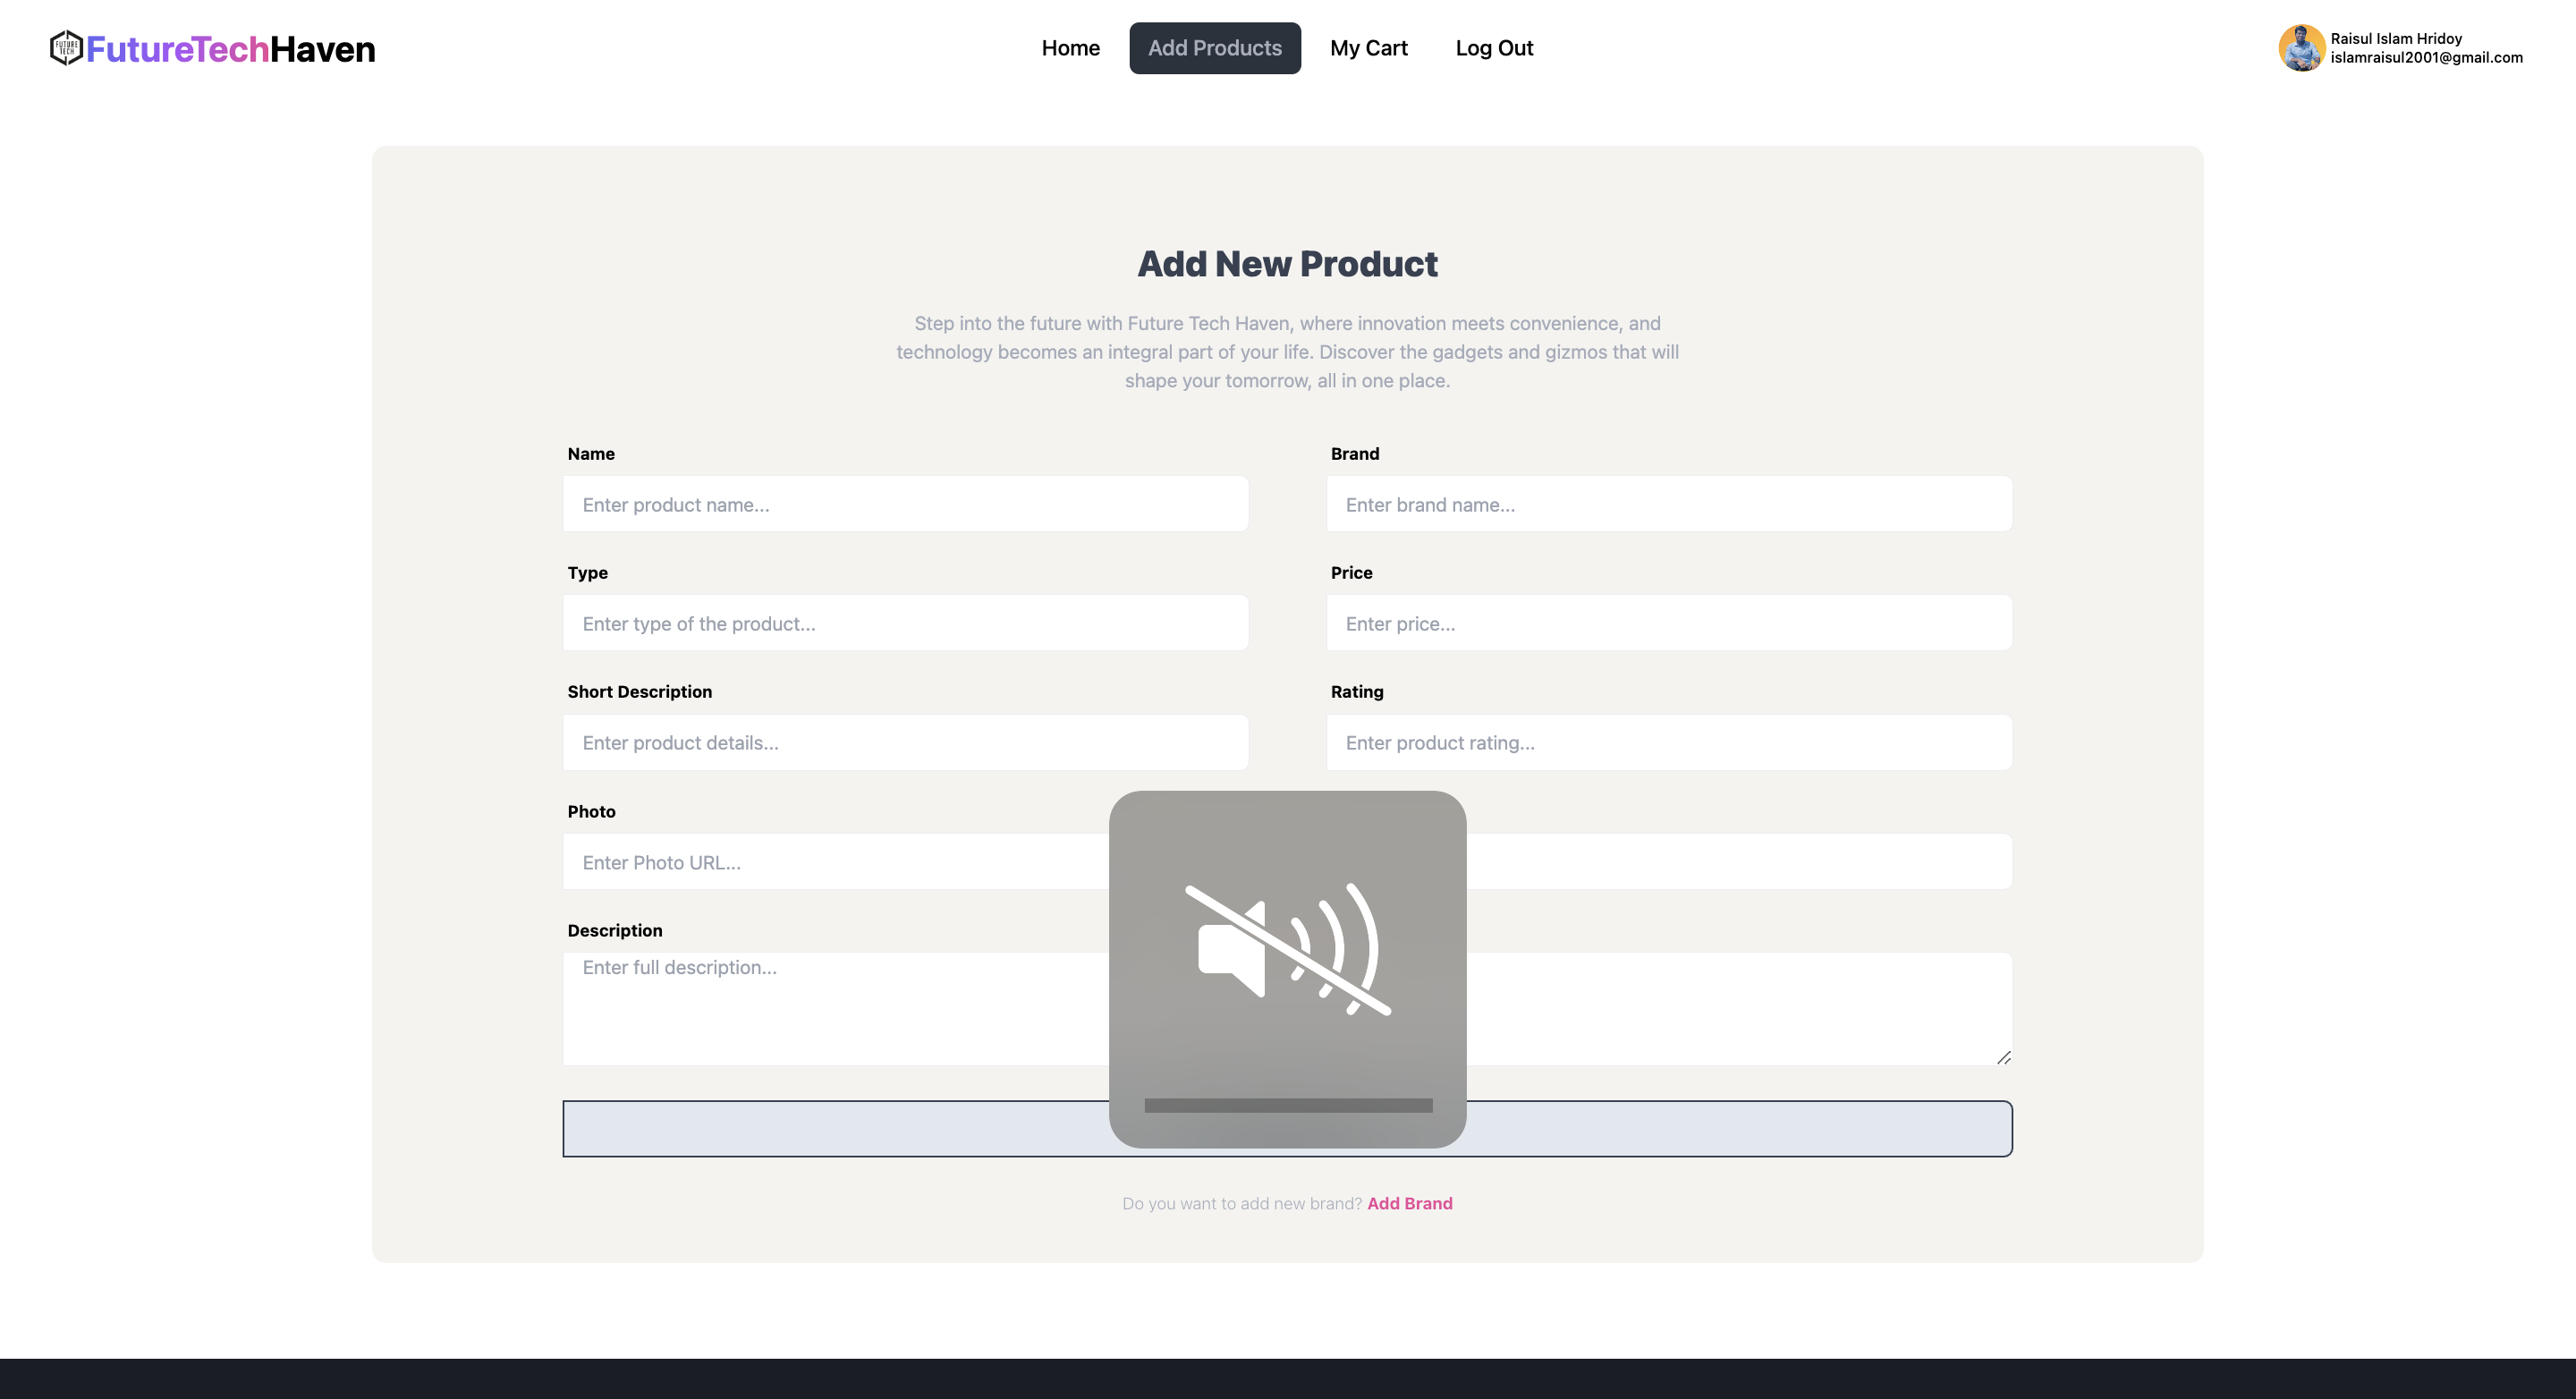 FUTURE TECH FutureTechHaven
Home Add Products My Cart Log Out
Raisul Islam Hridoy
islamraisul2001@gmail.com
Add New Product
Step into the future with Future Tech Haven, where innovation meets convenience, and
technology becomes an integral part of your life. Discover the gadgets and gizmos that will
shape your tomorrow, all in one place.
Name Brand
Enter product name... Enter brand name...
Type Price
Enter type of the product... Enter price...
Short Description Rating
Enter product details... Enter product rating...
Photo
Enter Photo URL...
Description
Enter full description...
Do you want to add new brand? Add Brand